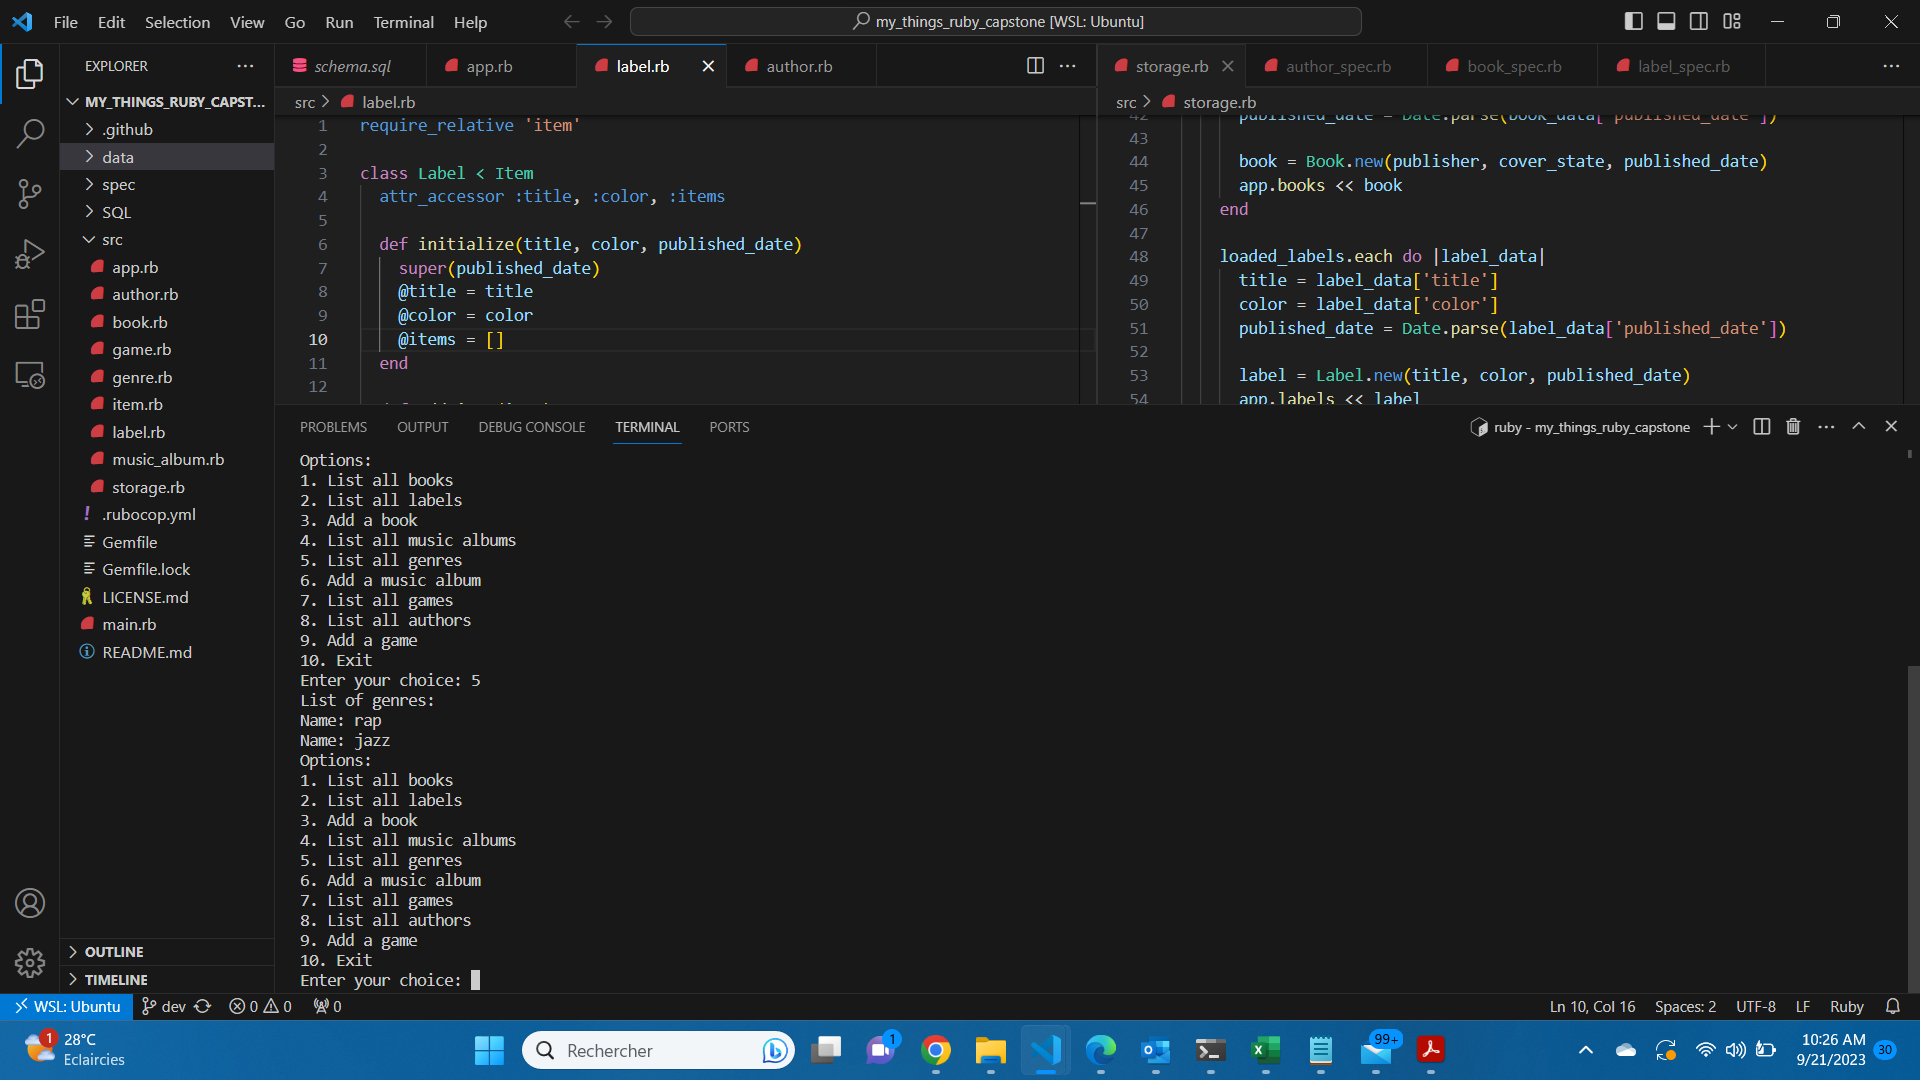 File Edit Selection View Go Run Terminal Help
my_things_ruby_capstone [WSL: Ubuntu]
EXPLORER
MY_THINGS_RUBY_CAPST...
.github
data
spec
SQL
src
app.rb
author.rb
book.rb
game.rb
genre.rb
item.rb
label.rb
music_album.rb
storage.rb
.rubocop.yml
Gemfile
Gemfile.lock
LICENSE.md
main.rb
README.md
OUTLINE
TIMELINE
schema.sql app.rb label.rb author.rb
src > label.rb
1 require_relative 'item'
2
3 class Label < Item
4 attr_accessor :title, :color, :items
5
6 def initialize(title, color, published_date)
7 super(published_date)
8 @title = title
9 @color = color
10 @items = []
11 end
12
storage.rb author_spec.rb book_spec.rb label_spec.rb
src > storage.rb
42 published_date = Date.parse(book_data['published_date'])
43
44 book = Book.new(publisher, cover_state, published_date)
45 app.books << book
46 end
47
48 loaded_labels.each do |label_data|
49 title = label_data['title']
50 color = label_data['color']
51 published_date = Date.parse(label_data['published_date'])
52
53 label = Label.new(title, color, published_date)
54 app.labels << label
PROBLEMS OUTPUT DEBUG CONSOLE TERMINAL PORTS
ruby - my_things_ruby_capstone
Options:
1. List all books
2. List all labels
3. Add a book
4. List all music albums
5. List all genres
6. Add a music album
7. List all games
8. List all authors
9. Add a game
10. Exit
Enter your choice: 5
List of genres:
Name: rap
Name: jazz
Options:
1. List all books
2. List all labels
3. Add a book
4. List all music albums
5. List all genres
6. Add a music album
7. List all games
8. List all authors
9. Add a game
10. Exit
Enter your choice:
WSL: Ubuntu dev 0 0 0
Ln 10, Col 16 Spaces: 2 UTF-8 LF Ruby
1
28°C
Eclaircies
Rechercher
1
99+
10:26 AM
9/21/2023
30